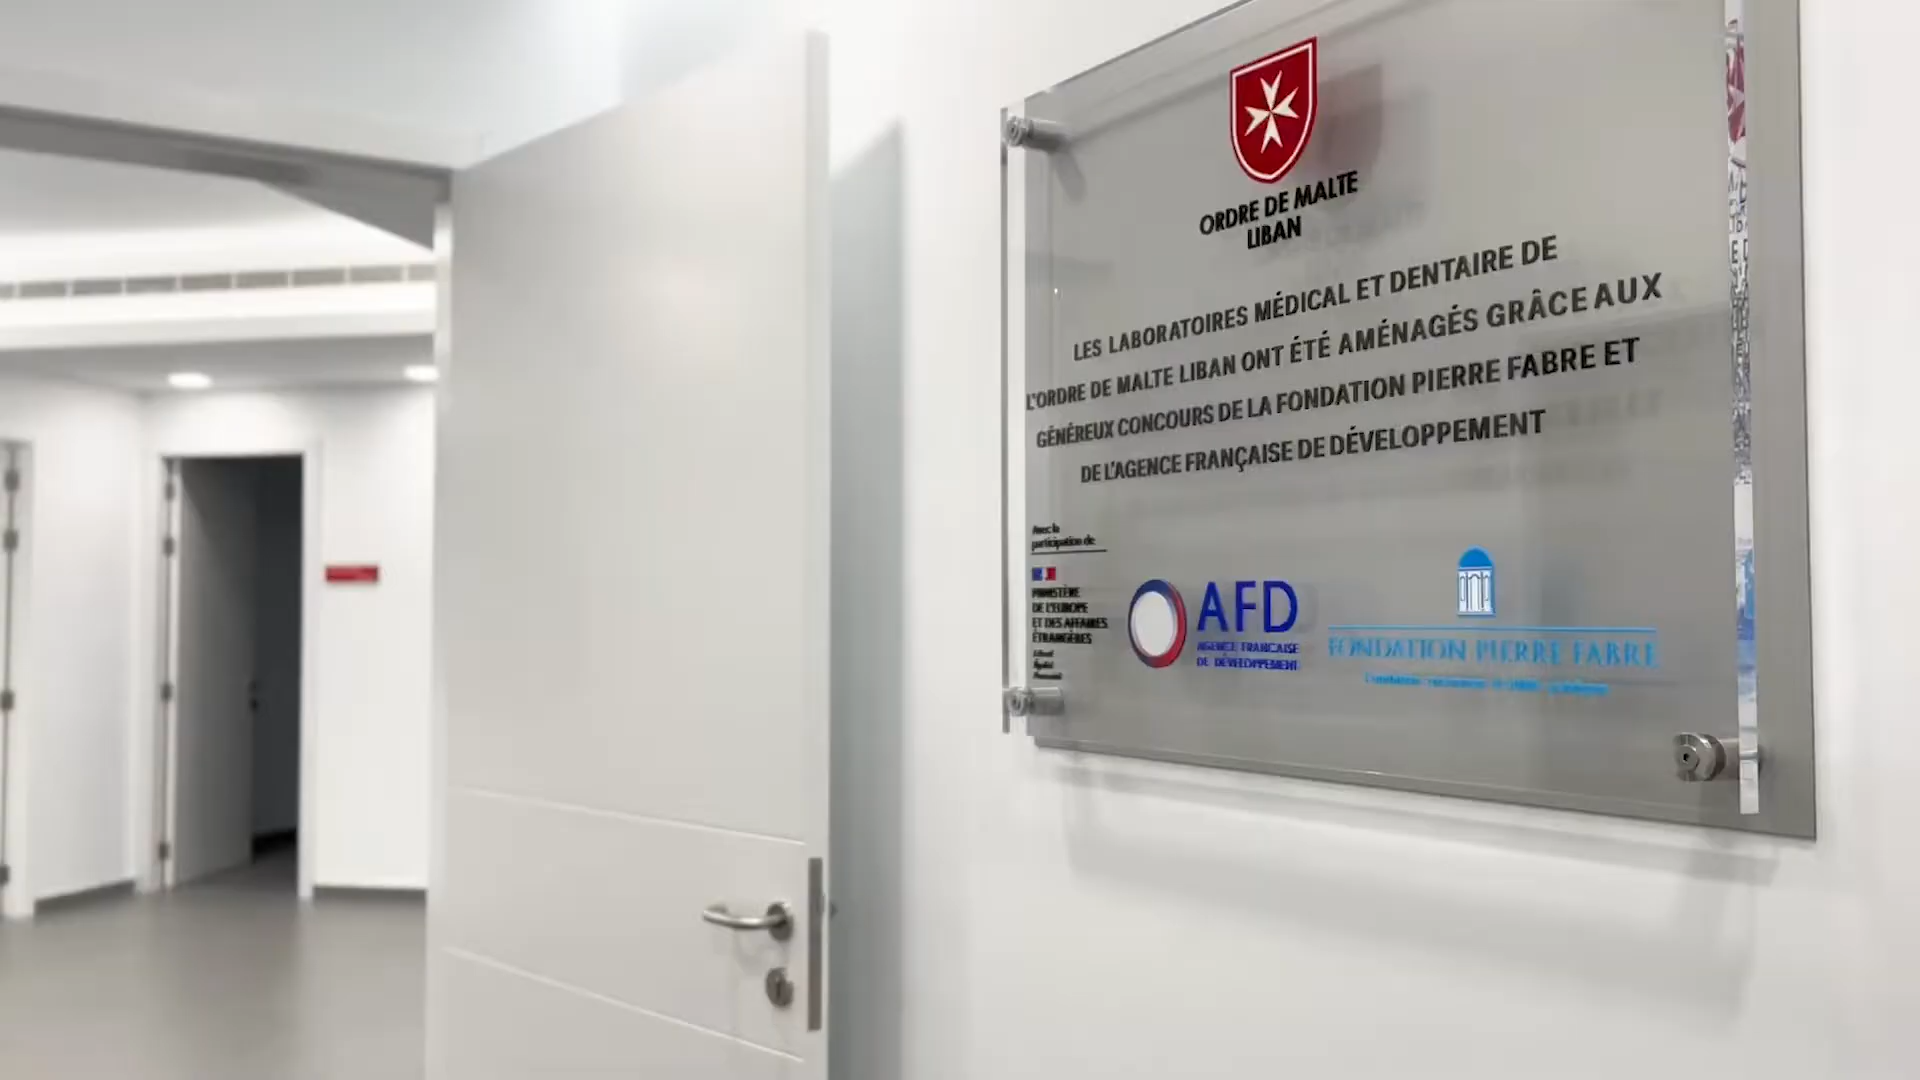 ORDRE DE MALTE
LIBAN
LES LABORATOIRES MÉDICAL ET DENTAIRE DE
L'ORDRE DE MALTE LIBAN ONT ÉTÉ AMÉNAGÉS GRÂCE AUX
GÉNÉREUX CONCOURS DE LA FONDATION PIERRE FABRE ET
DE L'AGENCE FRANÇAISE DE DÉVELOPPEMENT
Avec la
participation de
MINISTÈRE
DE L'EUROPE
ET DES AFFAIRES
ÉTRANGÈRES
AFD
AGENCE FRANÇAISE
DE DÉVELOPPEMENT
FONDATION PIERRE FABRE